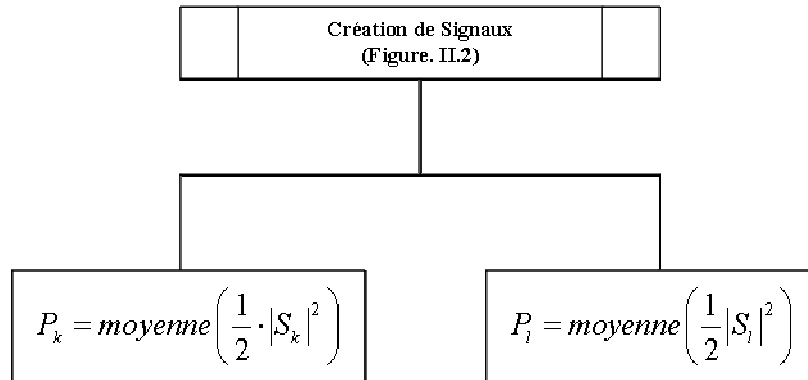 Création de Signaux
(Figure. II.2)
P_k = moyenne(1/2 · |S_k|^2)
P_l = moyenne(1/2 |S_l|^2)